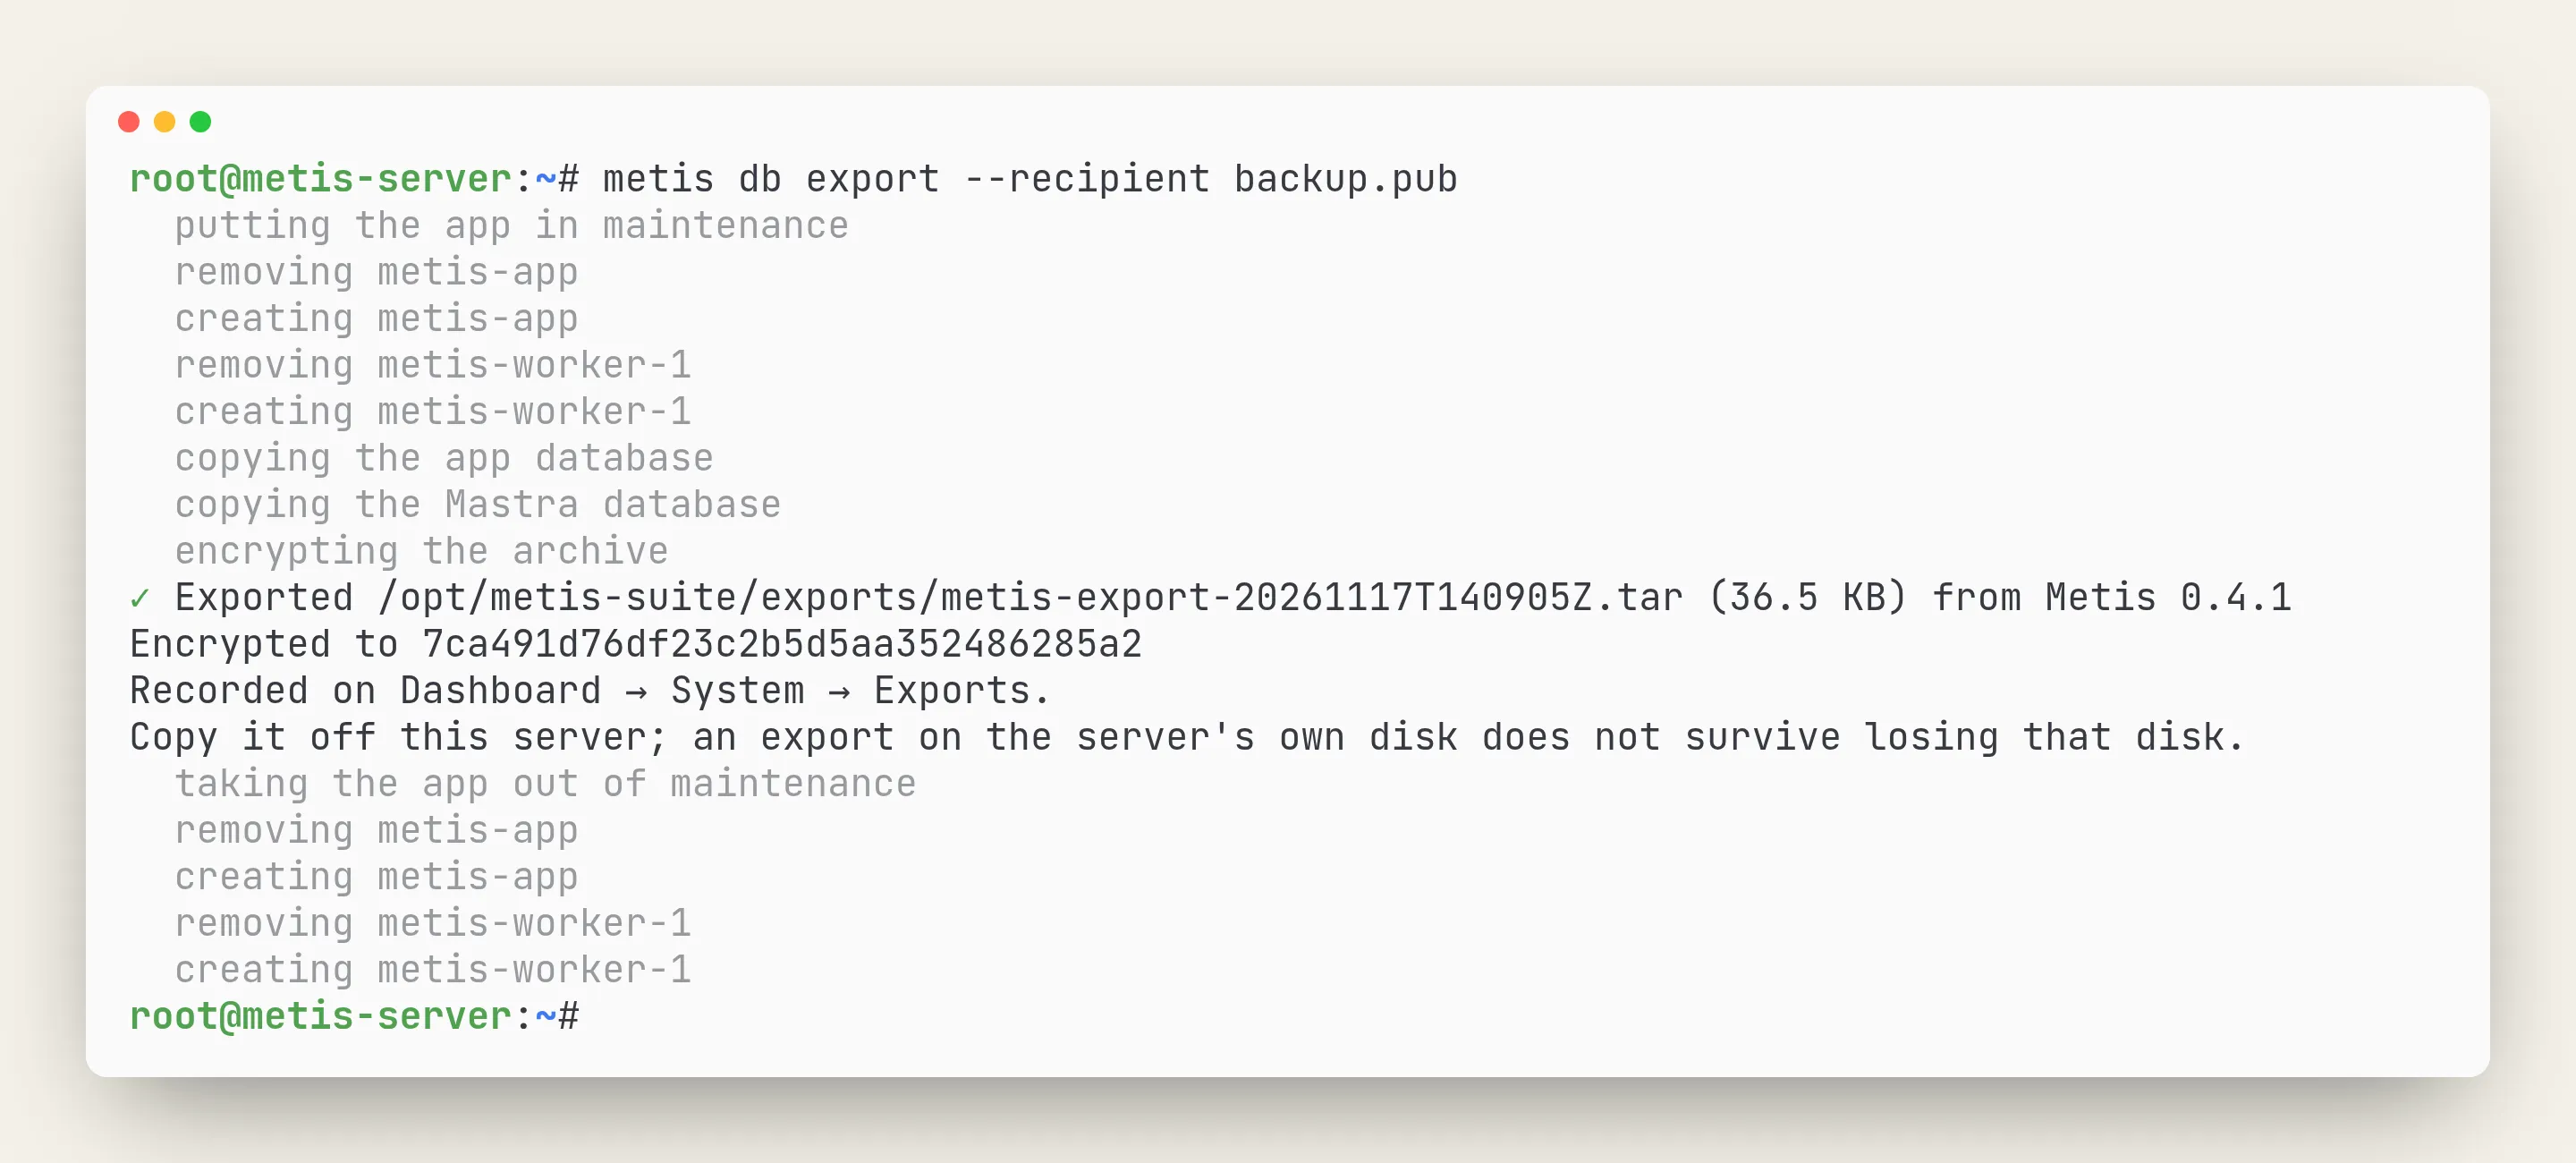 root@metis-server:~# metis db export --recipient backup.pub
putting the app in maintenance
removing metis-app
creating metis-app
removing metis-worker-1
creating metis-worker-1
copying the app database
copying the Mastra database
encrypting the archive
✓ Exported /opt/metis-suite/exports/metis-export-20261117T140905Z.tar (36.5 KB) from Metis 0.4.1
Encrypted to 7ca491d76df23c2b5d5aa352486285a2
Recorded on Dashboard → System → Exports.
Copy it off this server; an export on the server's own disk does not survive losing that disk.
taking the app out of maintenance
removing metis-app
creating metis-app
removing metis-worker-1
creating metis-worker-1
root@metis-server:~#